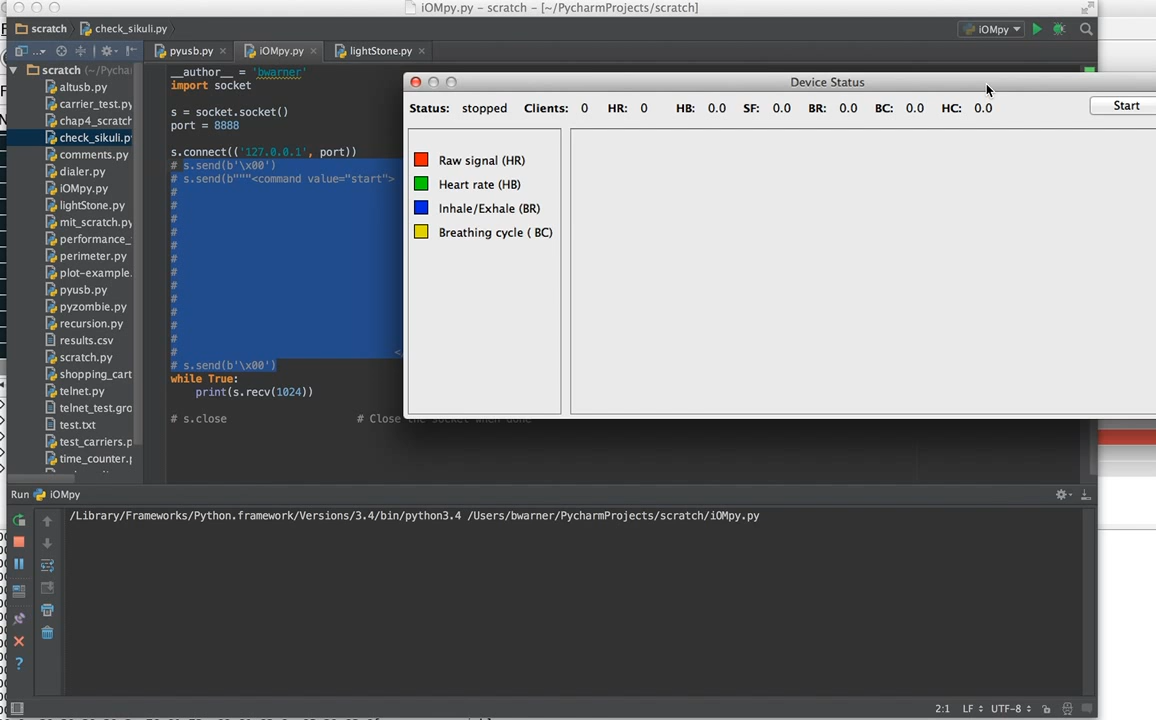 iOMpy.py - scratch - [~/PycharmProjects/scratch]
scratch check_sikuli.py iOMpy
pyusb.py iOMpy.py lightStone.py
scratch (~/Pycha
altusb.py
carrier_test.py
chap4_scratch
check_sikuli.py
comments.py
dialer.py
iOMpy.py
lightStone.py
mit_scratch.py
performance_
perimeter.py
plot-example.
pyusb.py
pyzombie.py
recursion.py
results.csv
scratch.py
shopping_cart
telnet.py
telnet_test.gro
test.txt
test_carriers.p
time_counter.p
__author__ = 'bwarner'
import socket
s = socket.socket()
port = 8888
s.connect(('127.0.0.1', port))
# s.send(b'\x00')
# s.send(b"""<command value="start">
#
#
#
#
#
#
#
#
#
#
#
#
# <
# s.send(b'\x00')
while True:
print(s.recv(1024))
# s.close # Close the socket when done
Device Status
Status: stopped Clients: 0 HR: 0 HB: 0.0 SF: 0.0 BR: 0.0 BC: 0.0 HC: 0.0 Start
Raw signal (HR)
Heart rate (HB)
Inhale/Exhale (BR)
Breathing cycle ( BC)
Run iOMpy
/Library/Frameworks/Python.framework/Versions/3.4/bin/python3.4 /Users/bwarner/PycharmProjects/scratch/iOMpy.py
2:1 LF UTF-8